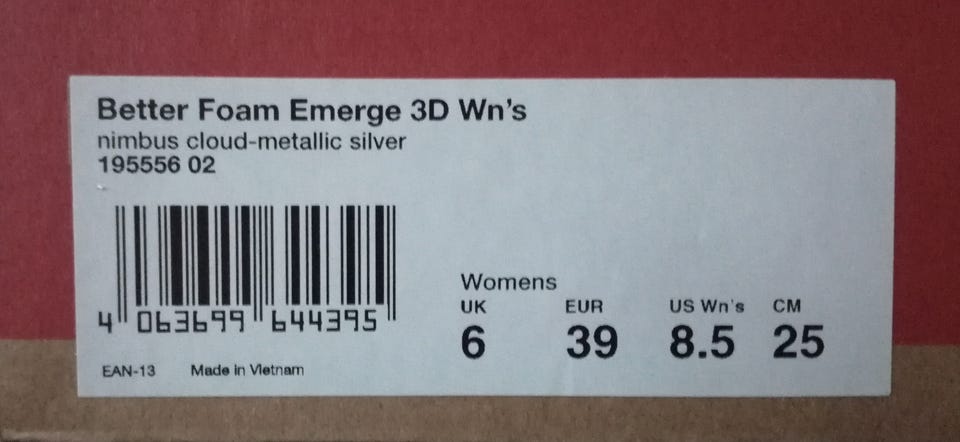 Better Foam Emerge 3D Wn's
nimbus cloud-metallic silver
195556 02
4 063699 644395
EAN-13 Made in Vietnam
Womens
UK EUR US Wn's CM
6 39 8.5 25